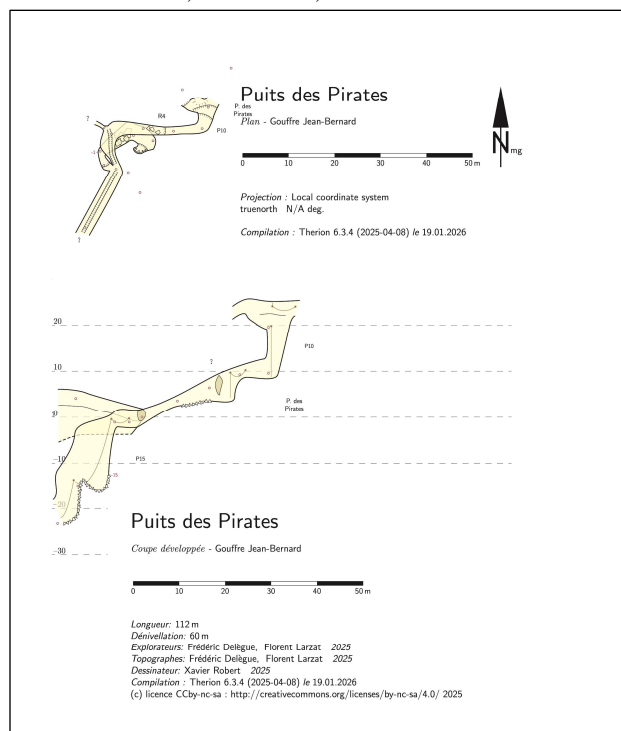 Puits des Pirates
P. des
Pirates
Plan - Gouffre Jean-Bernard
R4
P10
?
?
N mg
0 10 20 30 40 50 m
Projection : Local coordinate system
truenorth N/A deg.
Compilation : Therion 6.3.4 (2025-04-08) le 19.01.2026
20
P10
?
10
P. des
Pirates
0
P15
-10
-20
-30
Puits des Pirates
Coupe développée - Gouffre Jean-Bernard
0 10 20 30 40 50 m
Longueur: 112 m
Dénivellation: 60 m
Explorateurs: Frédéric Delègue, Florent Larzat 2025
Topographes: Frédéric Delègue, Florent Larzat 2025
Dessinateur: Xavier Robert 2025
Compilation : Therion 6.3.4 (2025-04-08) le 19.01.2026
(c) licence CCby-nc-sa : http://creativecommons.org/licenses/by-nc-sa/4.0/ 2025